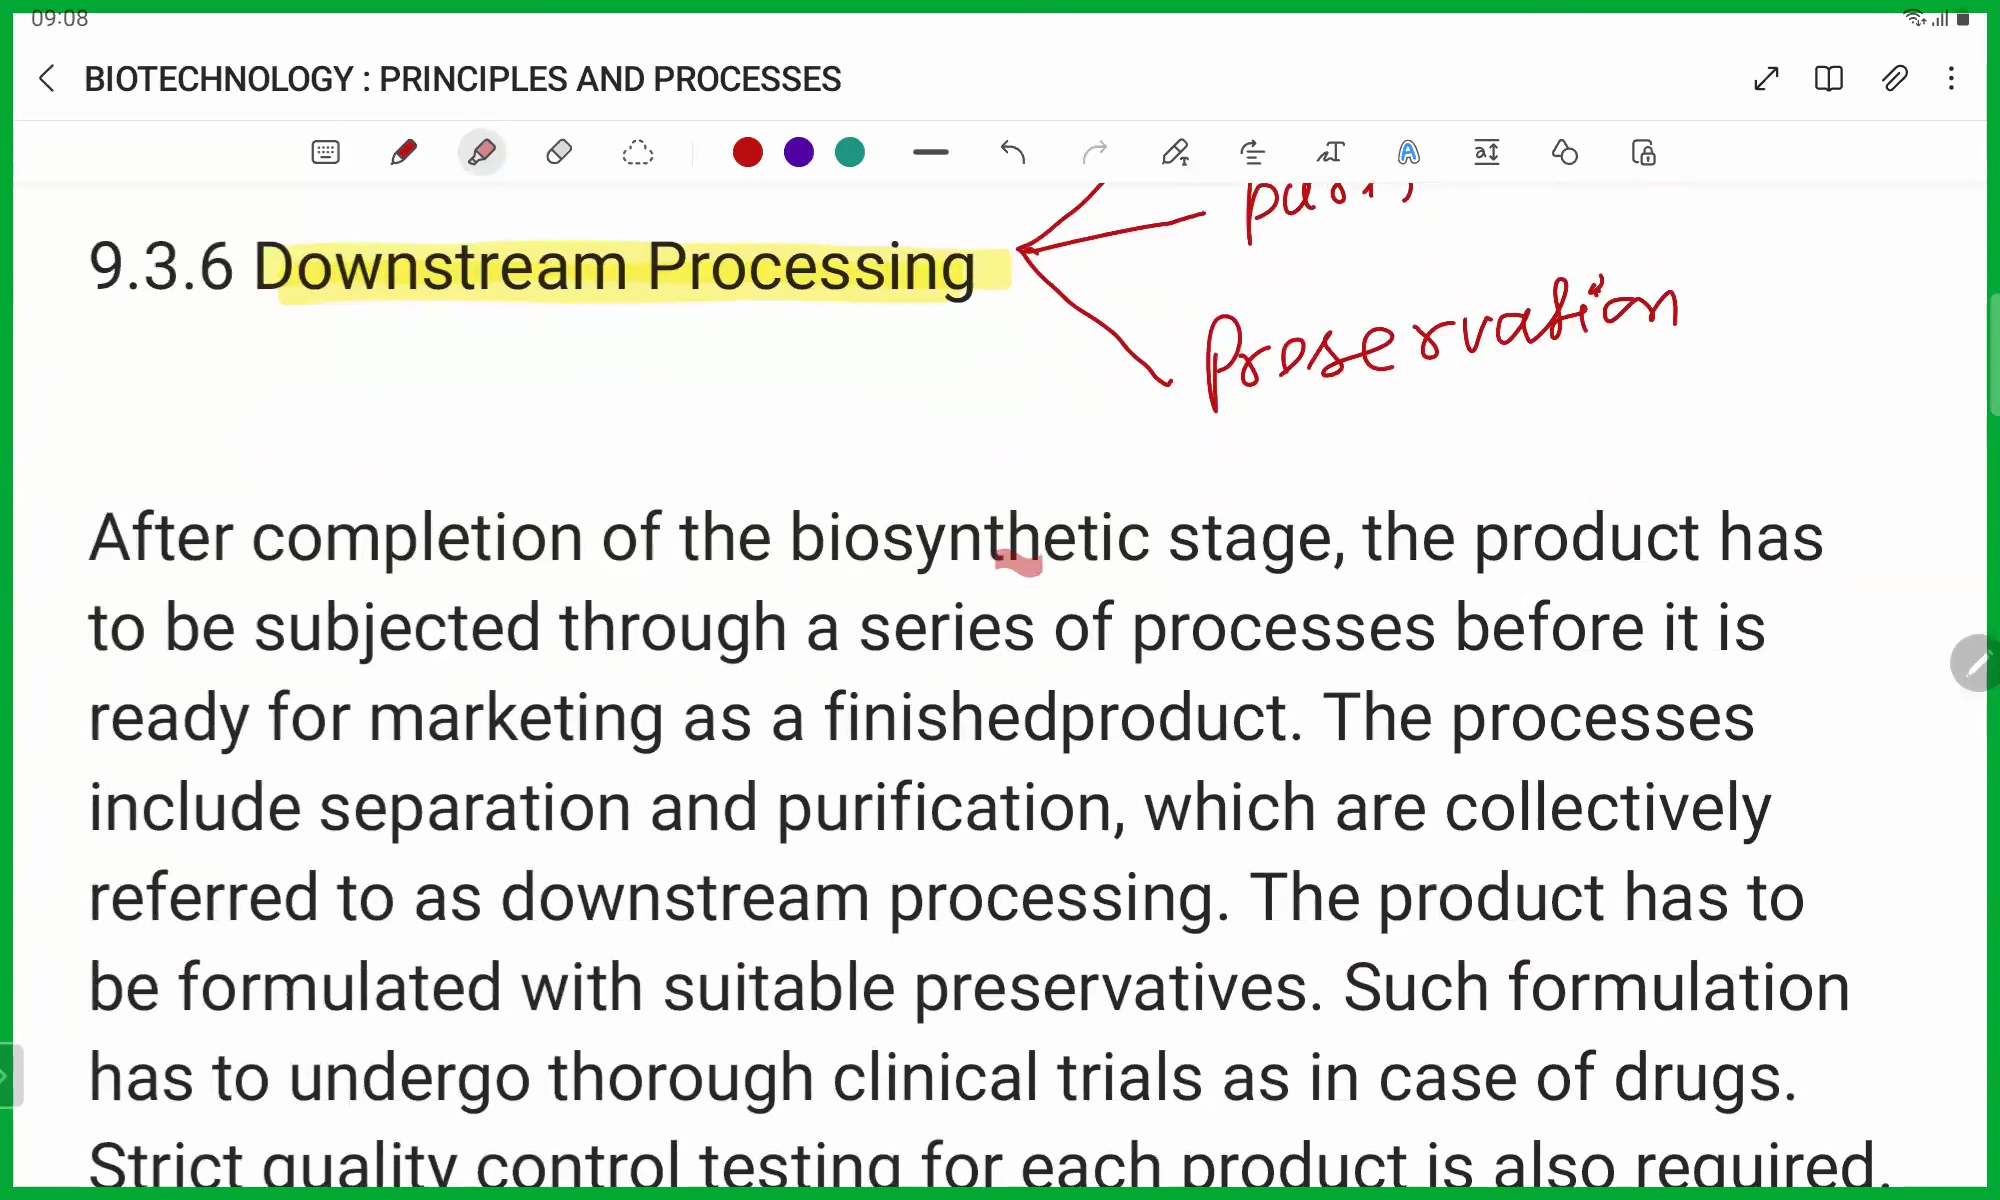 09:08
BIOTECHNOLOGY : PRINCIPLES AND PROCESSES
9.3.6 Downstream Processing
Preservation
After completion of the biosynthetic stage, the product has
to be subjected through a series of processes before it is
ready for marketing as a finishedproduct. The processes
include separation and purification, which are collectively
referred to as downstream processing. The product has to
be formulated with suitable preservatives. Such formulation
has to undergo thorough clinical trials as in case of drugs.
Strict quality control testing for each product is also required.